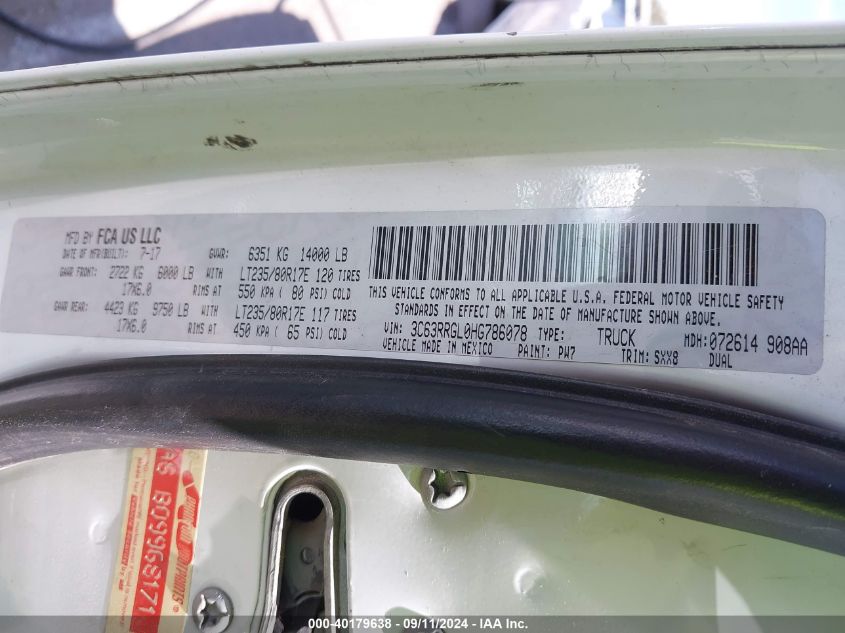 MFD BY FCA US LLC
DATE OF MFR(BUILT): 7-17 GVWR: 6351 KG 14000 LB
GAWR FRONT: 2722 KG 6000 LB WITH LT235/80R17E 120 TIRES
17X6.0 RIMS AT 550 KPA ( 80 PSI) COLD
GAWR REAR: 4423 KG 9750 LB WITH LT235/80R17E 117 TIRES
17X6.0 RIMS AT 450 KPA ( 65 PSI) COLD
THIS VEHICLE CONFORMS TO ALL APPLICABLE U.S.A. FEDERAL MOTOR VEHICLE SAFETY
STANDARDS IN EFFECT ON THE DATE OF MANUFACTURE SHOWN ABOVE.
VIN: 3C63RRGL0HG786078 TYPE: TRUCK MDH: 072614 908AA
VEHICLE MADE IN MEXICO PAINT: PW7 TRIM: SXX8 DUAL
AS BQ9968171
---000-40179638 - 09/11/2024 - IAA Inc.